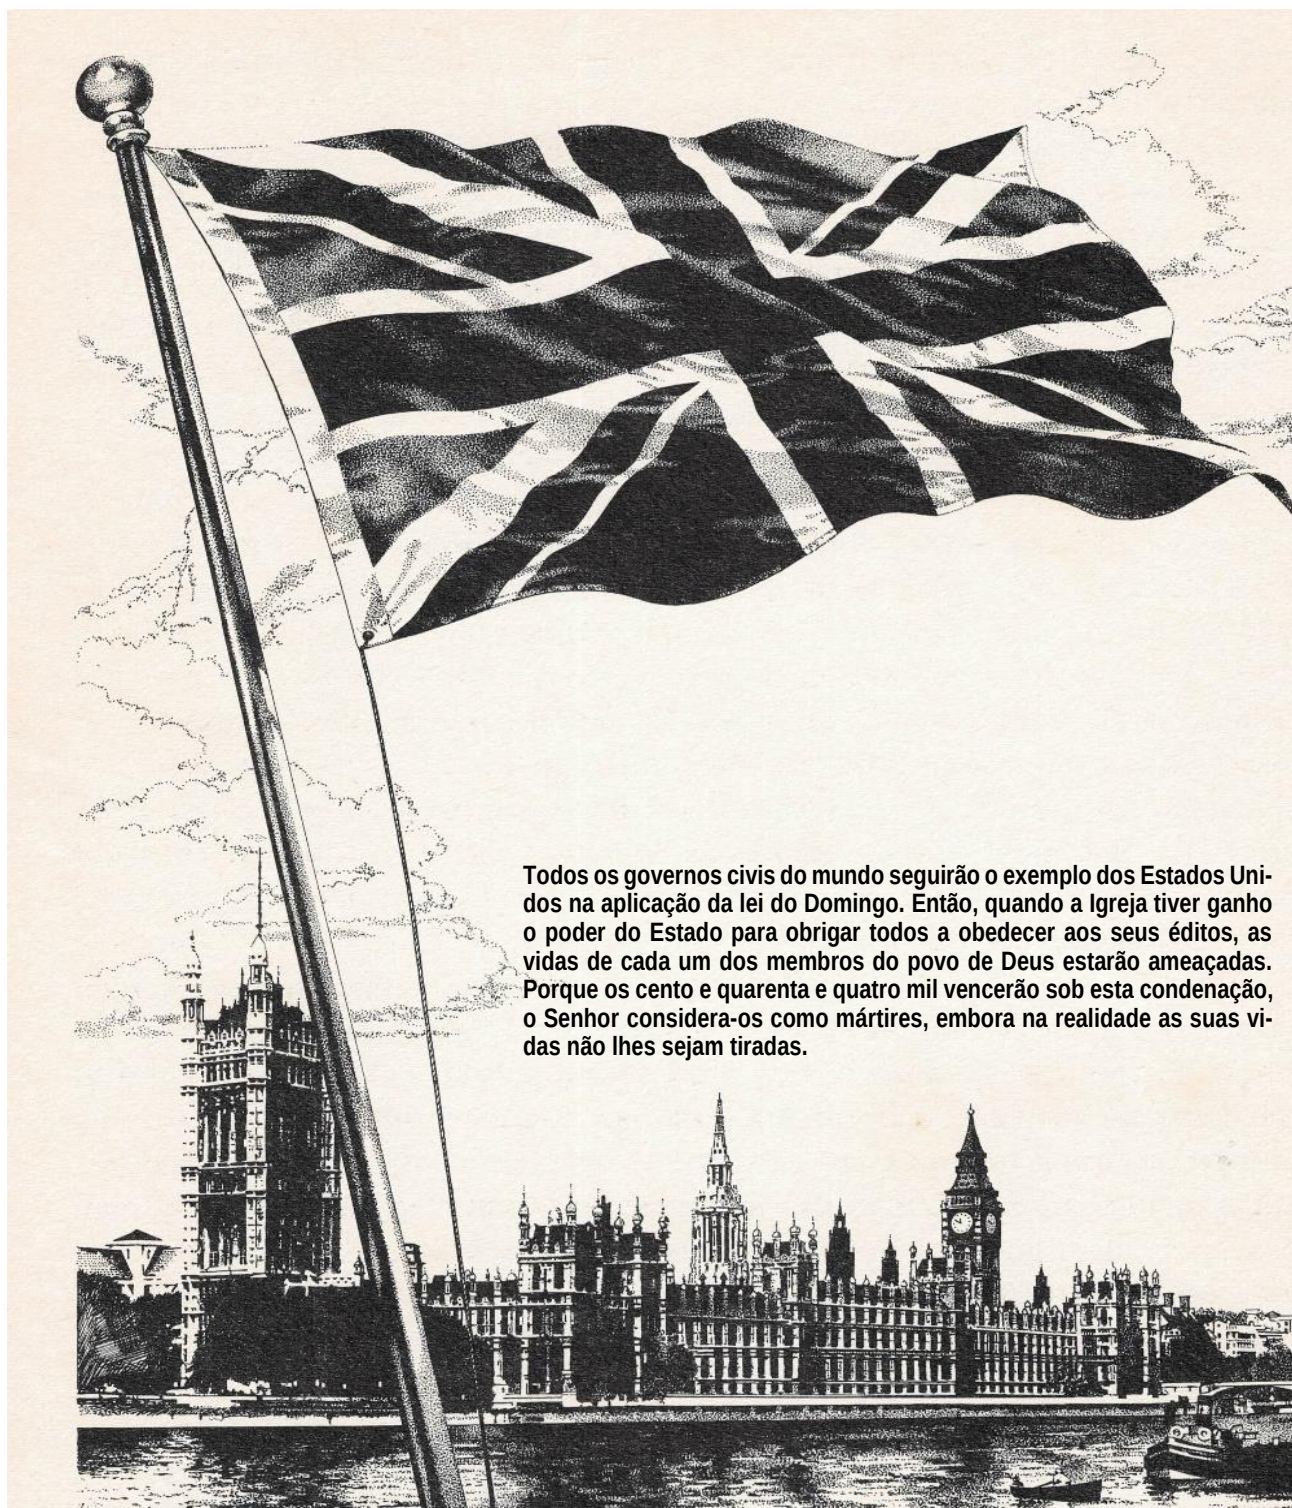 Todos os governos civis do mundo seguirão o exemplo dos Estados Uni-
dos na aplicação da lei do Domingo. Então, quando a Igreja tiver ganho
o poder do Estado para obrigar todos a obedecer aos seus éditos, as
vidas de cada um dos membros do povo de Deus estarão ameaçadas.
Porque os cento e quarenta e quatro mil vencerão sob esta condenação,
o Senhor considera-os como mártires, embora na realidade as suas vi-
das não lhes sejam tiradas.